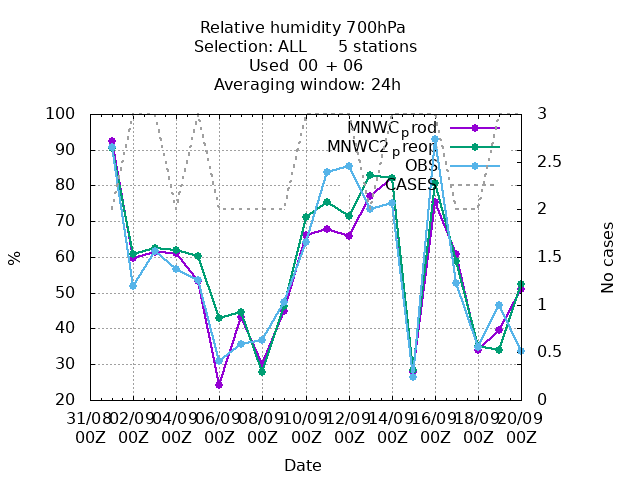 Relative humidity 700hPa
Selection: ALL 5 stations
Used 00 + 06
Averaging window: 24h
100 90 80 70 60 50 40 30 20
3 2.5 2 1.5 1 0.5 0
%
No cases
MNWCprod
MNWC2preop
OBS
CASES
31/08 02/09 04/09 06/09 08/09 10/09 12/09 14/09 16/09 18/09 20/09
00Z 00Z 00Z 00Z 00Z 00Z 00Z 00Z 00Z 00Z 00Z
Date